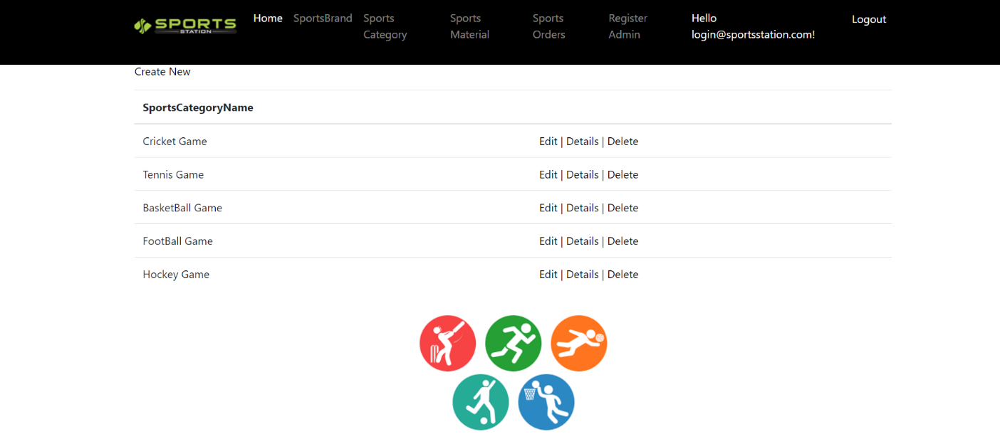 SPORTS
STATION
Home
SportsBrand
Sports
Category
Sports
Material
Sports
Orders
Register
Admin
Hello
login@sportsstation.com!
Logout
Create New
SportsCategoryName
Cricket Game
Edit | Details | Delete
Tennis Game
Edit | Details | Delete
BasketBall Game
Edit | Details | Delete
FootBall Game
Edit | Details | Delete
Hockey Game
Edit | Details | Delete